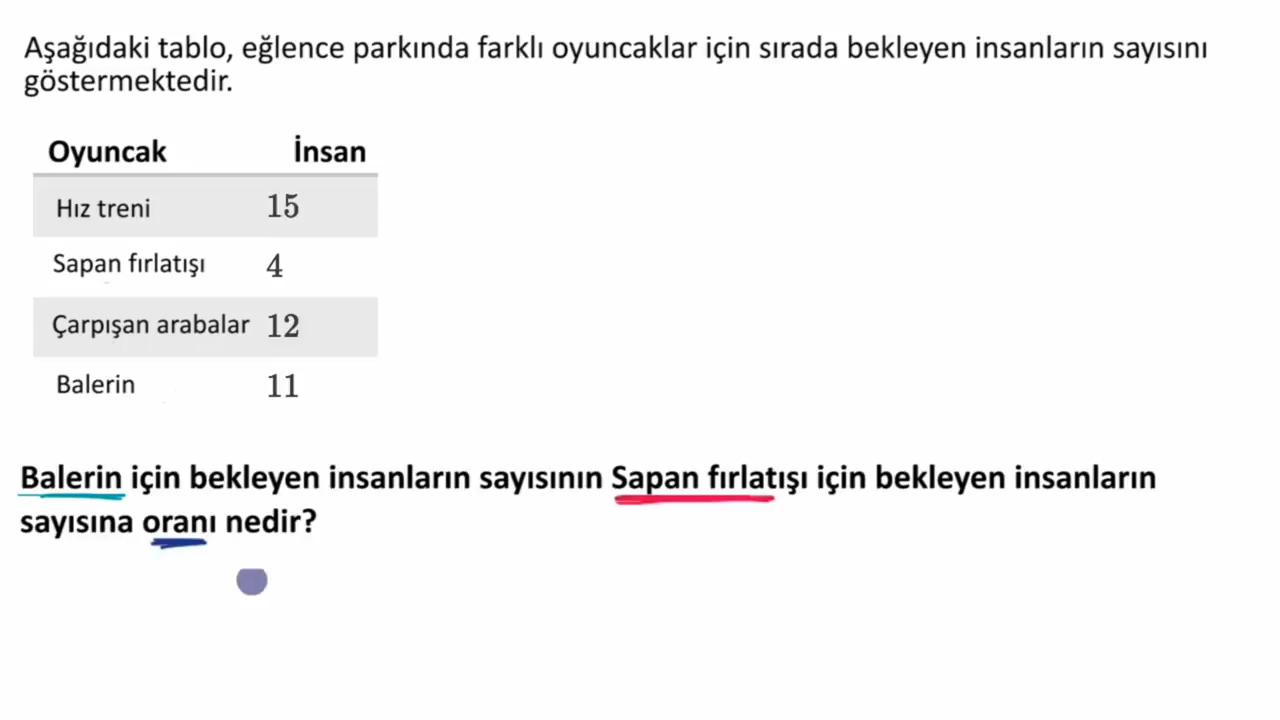 Aşağıdaki tablo, eğlence parkında farklı oyuncaklar için sırada bekleyen insanların sayısını
göstermektedir.
Oyuncak İnsan
Hız treni 15
Sapan fırlatışı 4
Çarpışan arabalar 12
Balerin 11
Balerin için bekleyen insanların sayısının Sapan fırlatışı için bekleyen insanların
sayısına oranı nedir?